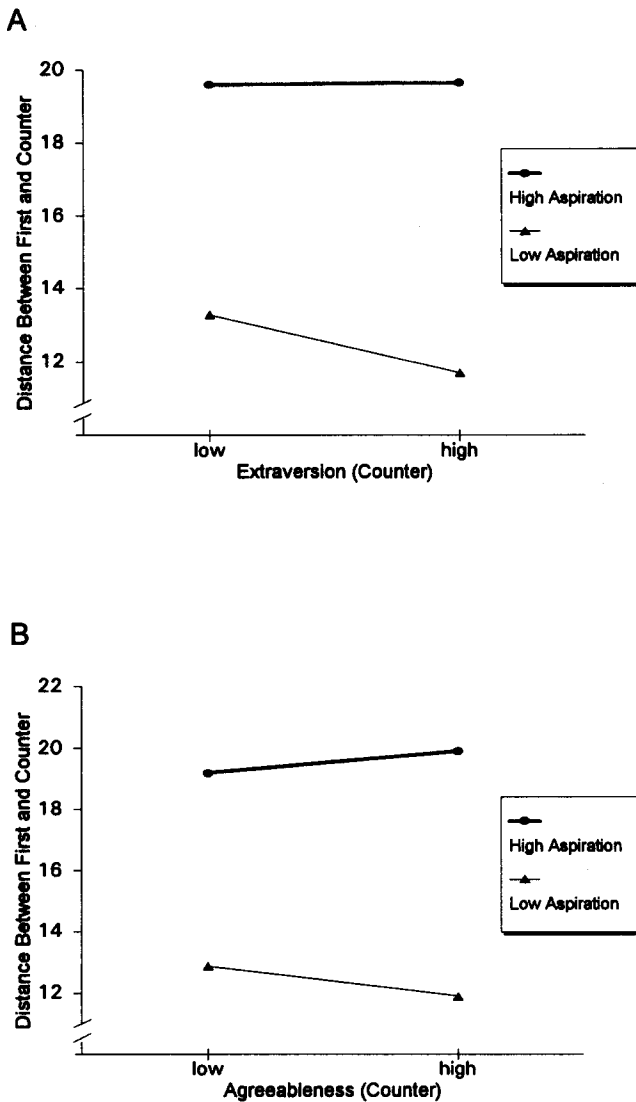 A
Distance Between First and Counter
20
18
16
14
12
low
high
Extraversion (Counter)
High Aspiration
Low Aspiration
B
Distance Between First and Counter
22
20
18
16
14
12
low
high
Agreeableness (Counter)
High Aspiration
Low Aspiration